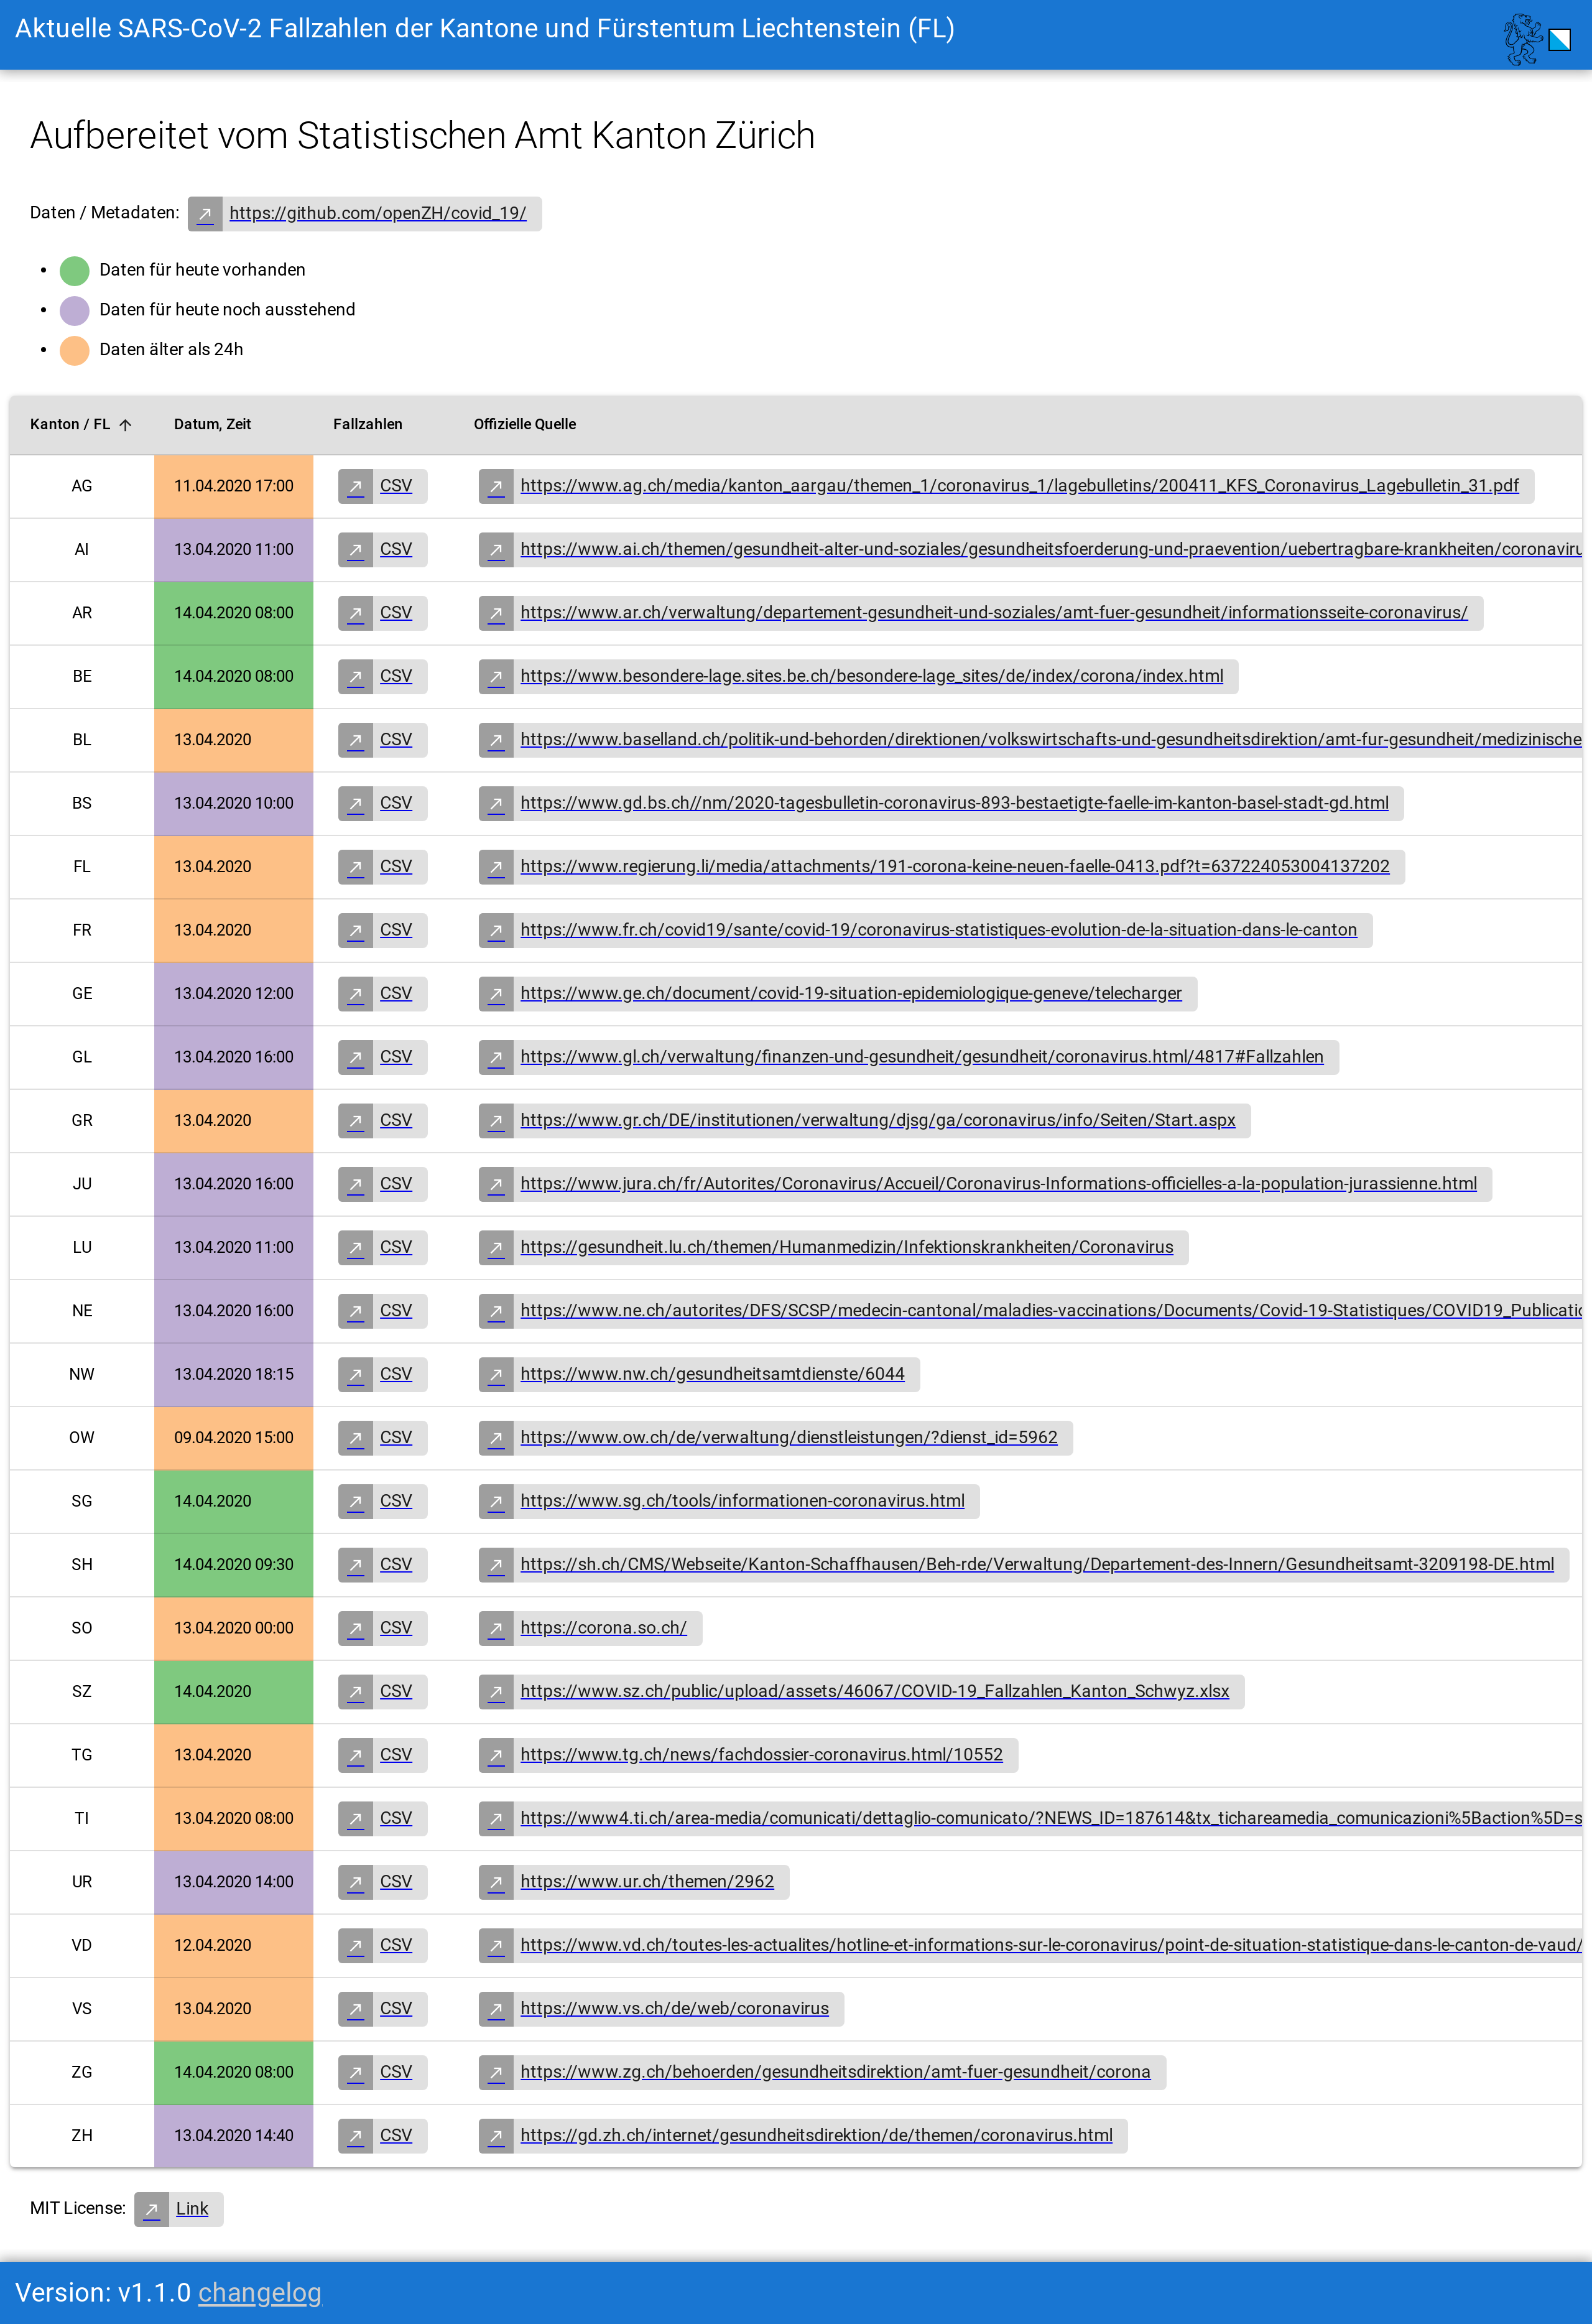 Aktuelle SARS-CoV-2 Fallzahlen der Kantone und Fürstentum Liechtenstein (FL)
Aufbereitet vom Statistischen Amt Kanton Zürich
Daten / Metadaten: https://github.com/openZH/covid_19/
Daten für heute vorhanden
Daten für heute noch ausstehend
Daten älter als 24h
Kanton / FL Datum, Zeit Fallzahlen Offizielle Quelle
AG 11.04.2020 17:00 CSV https://www.ag.ch/media/kanton_aargau/themen_1/coronavirus_1/lagebulletins/200411_KFS_Coronavirus_Lagebulletin_31.pdf
AI 13.04.2020 11:00 CSV https://www.ai.ch/themen/gesundheit-alter-und-soziales/gesundheitsfoerderung-und-praevention/uebertragbare-krankheiten/coronaviru
AR 14.04.2020 08:00 CSV https://www.ar.ch/verwaltung/departement-gesundheit-und-soziales/amt-fuer-gesundheit/informationsseite-coronavirus/
BE 14.04.2020 08:00 CSV https://www.besondere-lage.sites.be.ch/besondere-lage_sites/de/index/corona/index.html
BL 13.04.2020 CSV https://www.baselland.ch/politik-und-behorden/direktionen/volkswirtschafts-und-gesundheitsdirektion/amt-fur-gesundheit/medizinische
BS 13.04.2020 10:00 CSV https://www.gd.bs.ch//nm/2020-tagesbulletin-coronavirus-893-bestaetigte-faelle-im-kanton-basel-stadt-gd.html
FL 13.04.2020 CSV https://www.regierung.li/media/attachments/191-corona-keine-neuen-faelle-0413.pdf?t=637224053004137202
FR 13.04.2020 CSV https://www.fr.ch/covid19/sante/covid-19/coronavirus-statistiques-evolution-de-la-situation-dans-le-canton
GE 13.04.2020 12:00 CSV https://www.ge.ch/document/covid-19-situation-epidemiologique-geneve/telecharger
GL 13.04.2020 16:00 CSV https://www.gl.ch/verwaltung/finanzen-und-gesundheit/gesundheit/coronavirus.html/4817#Fallzahlen
GR 13.04.2020 CSV https://www.gr.ch/DE/institutionen/verwaltung/djsg/ga/coronavirus/info/Seiten/Start.aspx
JU 13.04.2020 16:00 CSV https://www.jura.ch/fr/Autorites/Coronavirus/Accueil/Coronavirus-Informations-officielles-a-la-population-jurassienne.html
LU 13.04.2020 11:00 CSV https://gesundheit.lu.ch/themen/Humanmedizin/Infektionskrankheiten/Coronavirus
NE 13.04.2020 16:00 CSV https://www.ne.ch/autorites/DFS/SCSP/medecin-cantonal/maladies-vaccinations/Documents/Covid-19-Statistiques/COVID19_Publicatio
NW 13.04.2020 18:15 CSV https://www.nw.ch/gesundheitsamtdienste/6044
OW 09.04.2020 15:00 CSV https://www.ow.ch/de/verwaltung/dienstleistungen/?dienst_id=5962
SG 14.04.2020 CSV https://www.sg.ch/tools/informationen-coronavirus.html
SH 14.04.2020 09:30 CSV https://sh.ch/CMS/Webseite/Kanton-Schaffhausen/Beh-rde/Verwaltung/Departement-des-Innern/Gesundheitsamt-3209198-DE.html
SO 13.04.2020 00:00 CSV https://corona.so.ch/
SZ 14.04.2020 CSV https://www.sz.ch/public/upload/assets/46067/COVID-19_Fallzahlen_Kanton_Schwyz.xlsx
TG 13.04.2020 CSV https://www.tg.ch/news/fachdossier-coronavirus.html/10552
TI 13.04.2020 08:00 CSV https://www4.ti.ch/area-media/comunicati/dettaglio-comunicato/?NEWS_ID=187614&tx_tichareamedia_comunicazioni%5Baction%5D=s
UR 13.04.2020 14:00 CSV https://www.ur.ch/themen/2962
VD 12.04.2020 CSV https://www.vd.ch/toutes-les-actualites/hotline-et-informations-sur-le-coronavirus/point-de-situation-statistique-dans-le-canton-de-vaud/
VS 13.04.2020 CSV https://www.vs.ch/de/web/coronavirus
ZG 14.04.2020 08:00 CSV https://www.zg.ch/behoerden/gesundheitsdirektion/amt-fuer-gesundheit/corona
ZH 13.04.2020 14:40 CSV https://gd.zh.ch/internet/gesundheitsdirektion/de/themen/coronavirus.html
MIT License: Link
Version: v1.1.0 changelog